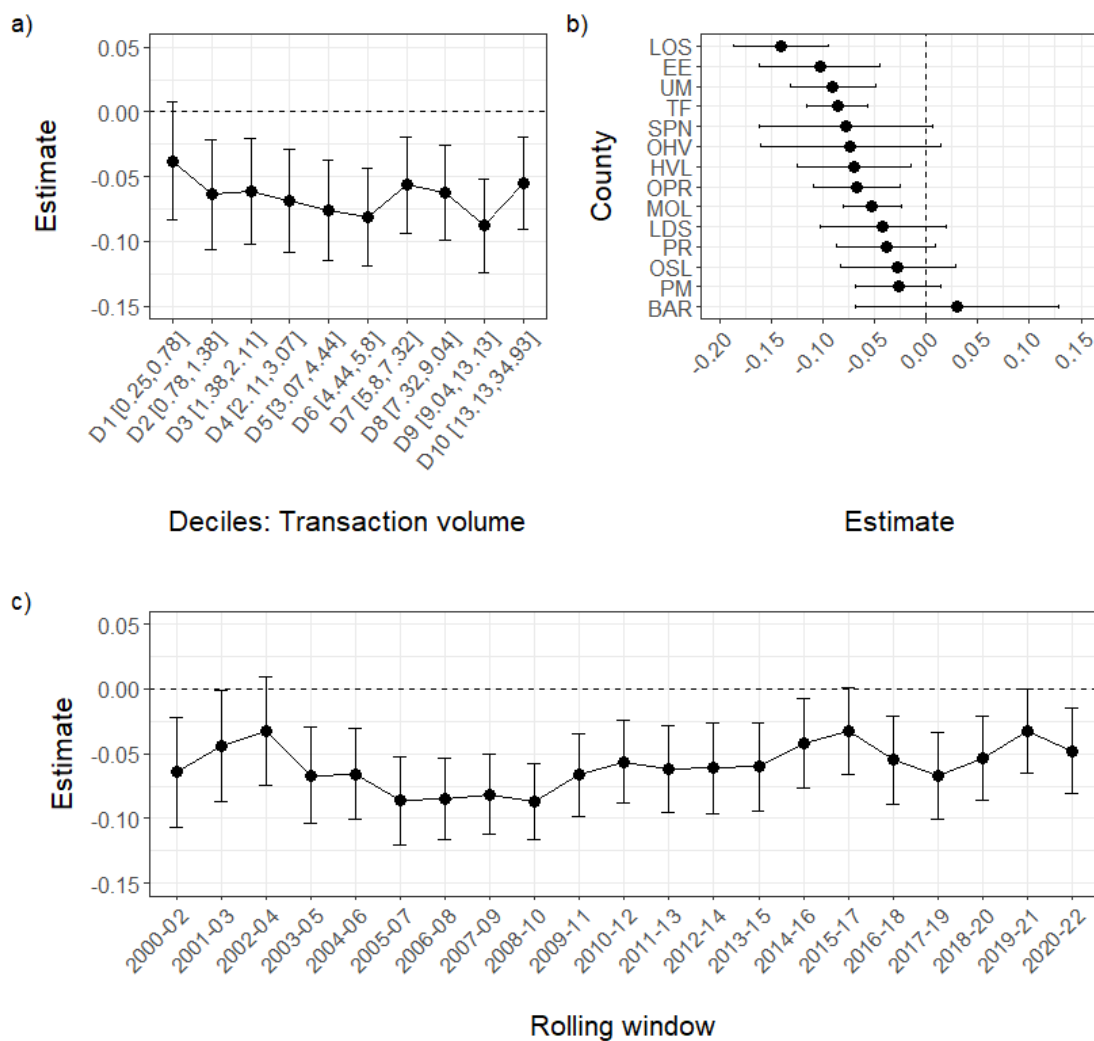 a)
0.05
0.00
-0.05
-0.10
-0.15
Estimate
D1 [0.25,0.78]
D2 [0.78,1.38]
D3 [1.38,2.11]
D4 [2.11,3.07]
D5 [3.07,4.44]
D6 [4.44,5.8]
D7 [5.8,7.32]
D8 [7.32,9.04]
D9 [9.04,13.13]
D10 [13.13,34.93]
Deciles: Transaction volume
b)
LOS
EE
UM
TF
SPN
OHV
HVL
OPR
MOL
LDS
PR
OSL
PM
BAR
County
-0.20
-0.15
-0.10
-0.05
0.00
0.05
0.10
0.15
Estimate
c)
0.05
0.00
-0.05
-0.10
-0.15
Estimate
2000-02
2001-03
2002-04
2003-05
2004-06
2005-07
2006-08
2007-09
2008-10
2009-11
2010-12
2011-13
2012-14
2013-15
2014-16
2015-17
2016-18
2017-19
2018-20
2019-21
2020-22
Rolling window